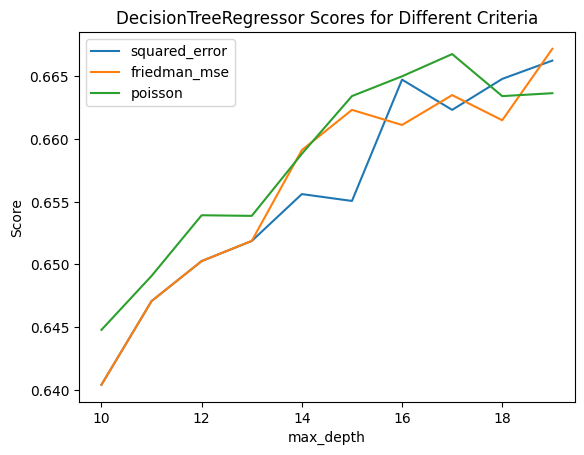 DecisionTreeRegressor Scores for Different Criteria
squared_error
friedman_mse
poisson
Score
0.665
0.660
0.655
0.650
0.645
0.640
10 12 14 16 18
max_depth